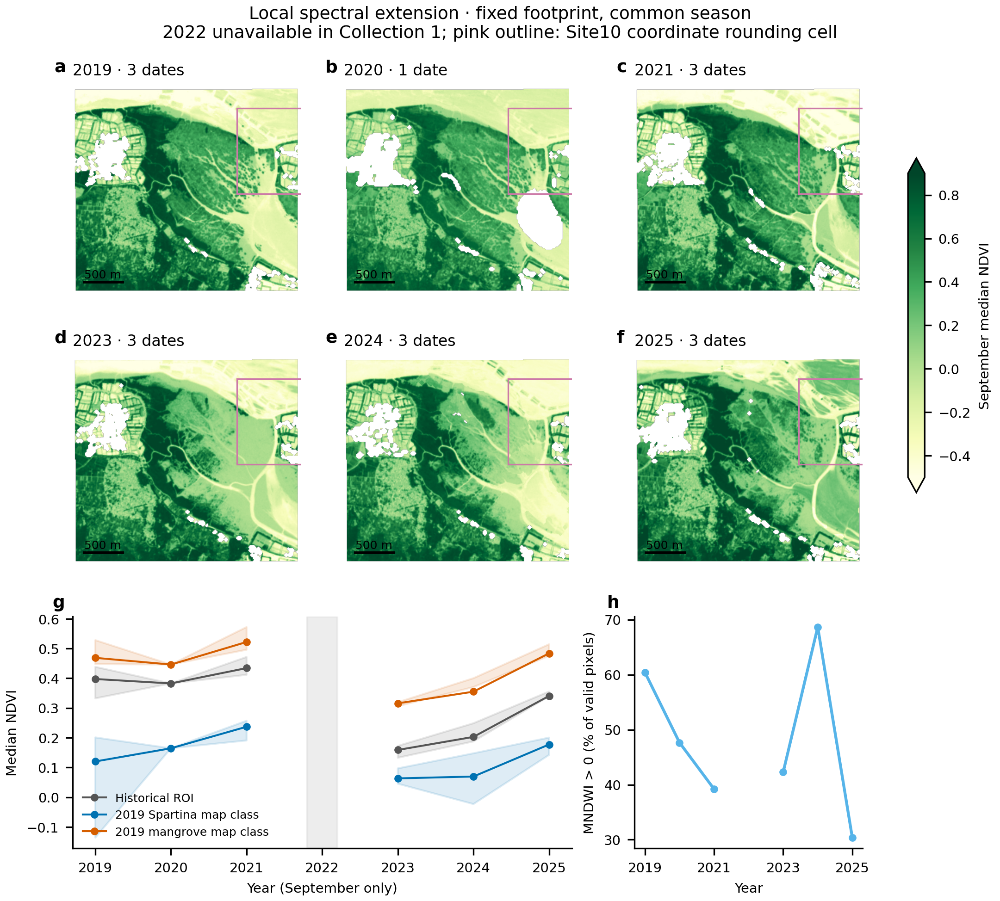 Local spectral extension · fixed footprint, common season
2022 unavailable in Collection 1; pink outline: Site10 coordinate rounding cell
a 2019 · 3 dates
b 2020 · 1 date
c 2021 · 3 dates
500 m
500 m
500 m
d 2023 · 3 dates
e 2024 · 3 dates
f 2025 · 3 dates
500 m
500 m
500 m
0.8
0.6
0.4
0.2
0.0
−0.2
−0.4
September median NDVI
g
0.6
0.5
0.4
0.3
0.2
0.1
0.0
−0.1
Median NDVI
Historical ROI
2019 Spartina map class
2019 mangrove map class
2019 2020 2021 2022 2023 2024 2025
Year (September only)
h
70
60
50
40
30
MNDWI > 0 (% of valid pixels)
2019 2021 2023 2025
Year